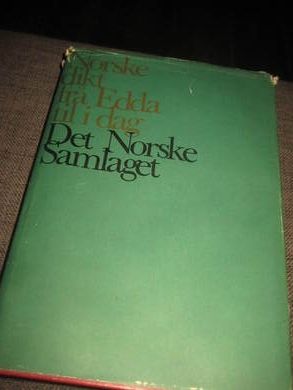 Norske
dikt
frå Edda
til i dag
Det Norske
Samlaget